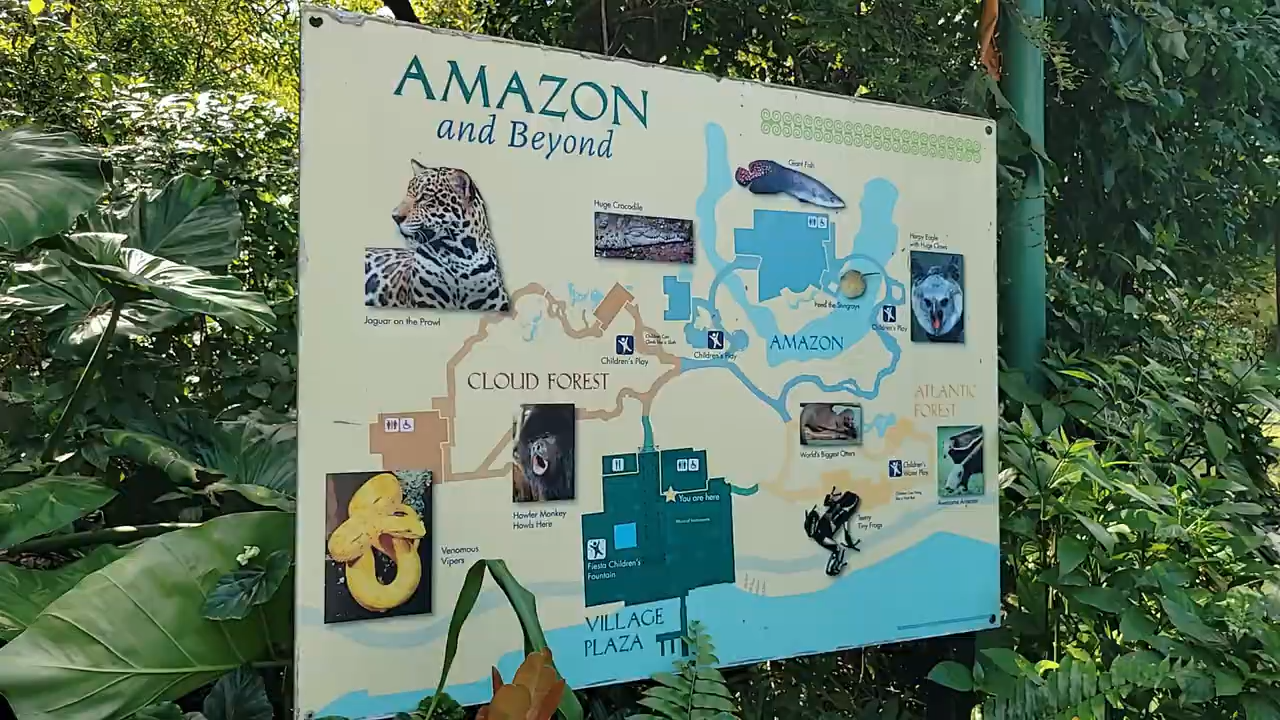 AMAZON
and Beyond
Giant Fish
Huge Crocodile
Harpy Eagle
with Huge Claws
Jaguar on the Prowl
Feed the Stingrays
Children's Play
Children's Play
Children's Play
AMAZON
CLOUD FOREST
ATLANTIC
FOREST
World's Biggest Otters
Children's
Water Play
You are here
Howler Monkey
Howls Here
Teeny
Tiny Frogs
Venomous
Vipers
Fiesta Children's
Fountain
VILLAGE
PLAZA